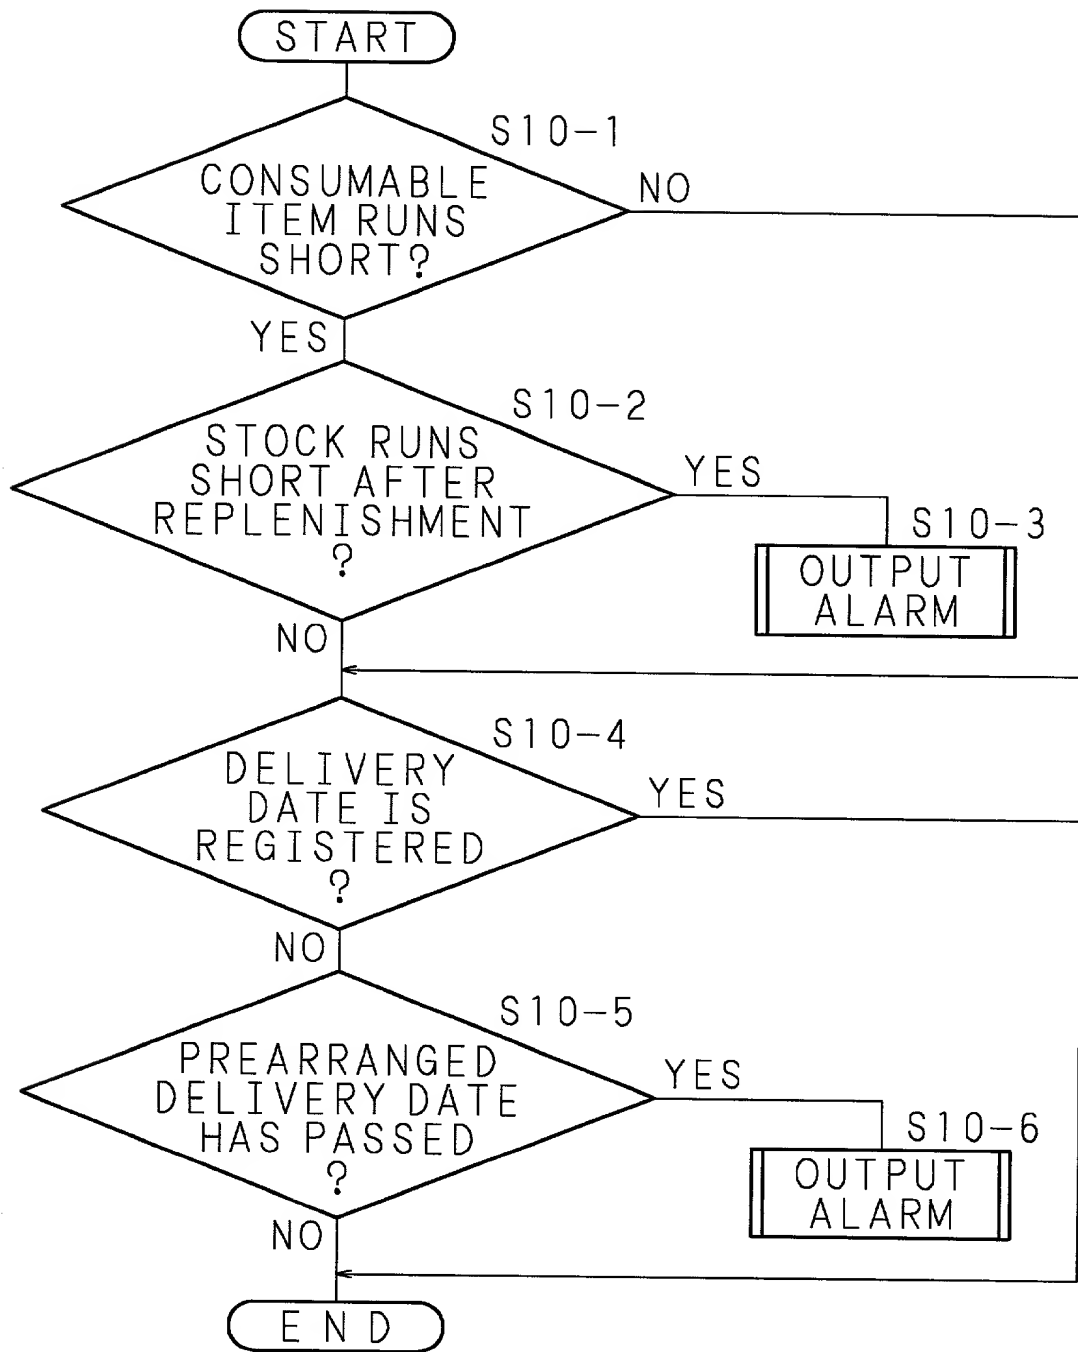 START
S10-1
CONSUMABLE
ITEM RUNS
SHORT?
NO
YES
S10-2
STOCK RUNS
SHORT AFTER
REPLENISHMENT
?
YES
S10-3
OUTPUT
ALARM
NO
S10-4
DELIVERY
DATE IS
REGISTERED
?
YES
NO
S10-5
PREARRANGED
DELIVERY DATE
HAS PASSED
?
YES
S10-6
OUTPUT
ALARM
NO
END